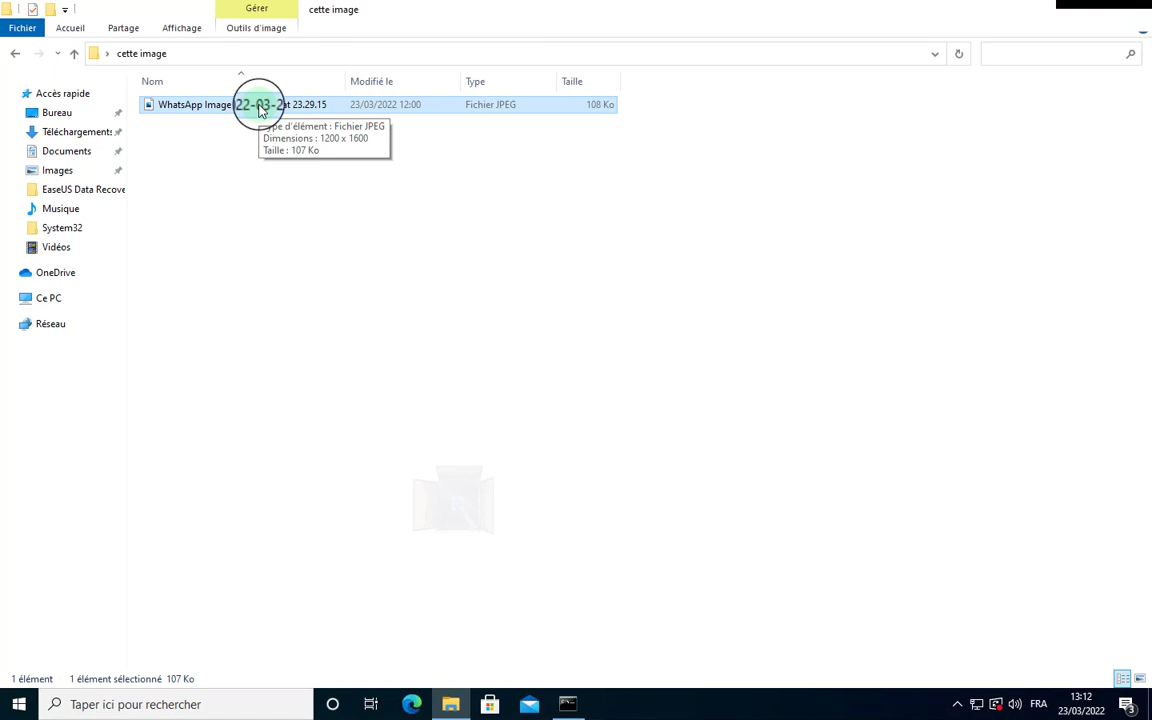 Gérer
cette image
Fichier
Accueil
Partage
Affichage
Outils d'image
cette image
Nom
Modifié le
Type
Taille
WhatsApp Image 22-03-2 at 23.29.15
23/03/2022 12:00
Fichier JPEG
108 Ko
Type d'élément : Fichier JPEG
Dimensions : 1200 x 1600
Taille : 107 Ko
Accès rapide
Bureau
Téléchargements
Documents
Images
EaseUS Data Recove
Musique
System32
Vidéos
OneDrive
Ce PC
Réseau
1 élément
1 élément sélectionné 107 Ko
Taper ici pour rechercher
FRA
13:12
23/03/2022
3